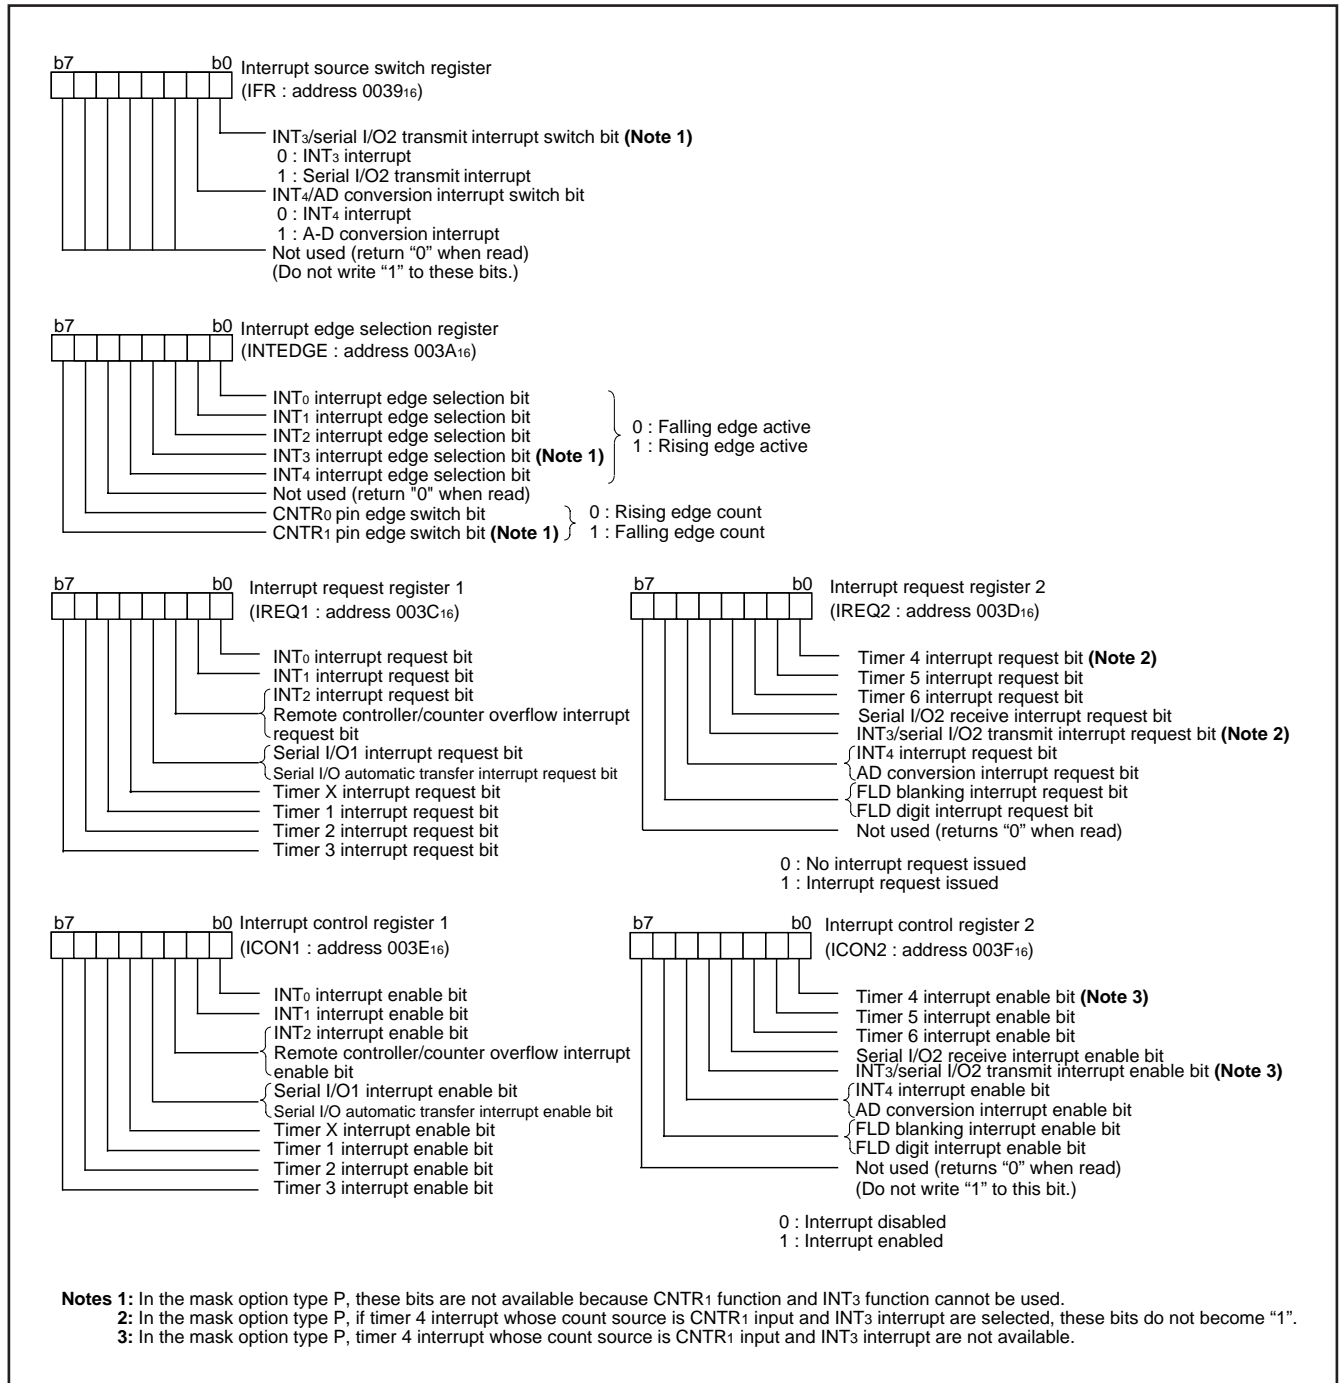 b7 b0 Interrupt source switch register
(IFR : address 0039₁₆)
INT₃/serial I/O2 transmit interrupt switch bit (Note 1)
0 : INT₃ interrupt
1 : Serial I/O2 transmit interrupt
INT₄/AD conversion interrupt switch bit
0 : INT₄ interrupt
1 : A-D conversion interrupt
Not used (return “0” when read)
(Do not write “1” to these bits.)
b7 b0 Interrupt edge selection register
(INTEDGE : address 003A₁₆)
INT₀ interrupt edge selection bit
INT₁ interrupt edge selection bit
INT₂ interrupt edge selection bit
INT₃ interrupt edge selection bit (Note 1)
INT₄ interrupt edge selection bit
0 : Falling edge active
1 : Rising edge active
Not used (return "0" when read)
CNTR₀ pin edge switch bit
CNTR₁ pin edge switch bit (Note 1)
0 : Rising edge count
1 : Falling edge count
b7 b0 Interrupt request register 1
(IREQ1 : address 003C₁₆)
INT₀ interrupt request bit
INT₁ interrupt request bit
INT₂ interrupt request bit
Remote controller/counter overflow interrupt
request bit
Serial I/O1 interrupt request bit
Serial I/O automatic transfer interrupt request bit
Timer X interrupt request bit
Timer 1 interrupt request bit
Timer 2 interrupt request bit
Timer 3 interrupt request bit
b7 b0 Interrupt request register 2
(IREQ2 : address 003D₁₆)
Timer 4 interrupt request bit (Note 2)
Timer 5 interrupt request bit
Timer 6 interrupt request bit
Serial I/O2 receive interrupt request bit
INT₃/serial I/O2 transmit interrupt request bit (Note 2)
INT₄ interrupt request bit
AD conversion interrupt request bit
FLD blanking interrupt request bit
FLD digit interrupt request bit
Not used (returns “0” when read)
0 : No interrupt request issued
1 : Interrupt request issued
b7 b0 Interrupt control register 1
(ICON1 : address 003E₁₆)
INT₀ interrupt enable bit
INT₁ interrupt enable bit
INT₂ interrupt enable bit
Remote controller/counter overflow interrupt
enable bit
Serial I/O1 interrupt enable bit
Serial I/O automatic transfer interrupt enable bit
Timer X interrupt enable bit
Timer 1 interrupt enable bit
Timer 2 interrupt enable bit
Timer 3 interrupt enable bit
b7 b0 Interrupt control register 2
(ICON2 : address 003F₁₆)
Timer 4 interrupt enable bit (Note 3)
Timer 5 interrupt enable bit
Timer 6 interrupt enable bit
Serial I/O2 receive interrupt enable bit
INT₃/serial I/O2 transmit interrupt enable bit (Note 3)
INT₄ interrupt enable bit
AD conversion interrupt enable bit
FLD blanking interrupt enable bit
FLD digit interrupt enable bit
Not used (returns “0” when read)
(Do not write “1” to this bit.)
0 : Interrupt disabled
1 : Interrupt enabled
Notes 1: In the mask option type P, these bits are not available because CNTR₁ function and INT₃ function cannot be used.
2: In the mask option type P, if timer 4 interrupt whose count source is CNTR₁ input and INT₃ interrupt are selected, these bits do not become “1”.
3: In the mask option type P, timer 4 interrupt whose count source is CNTR₁ input and INT₃ interrupt are not available.